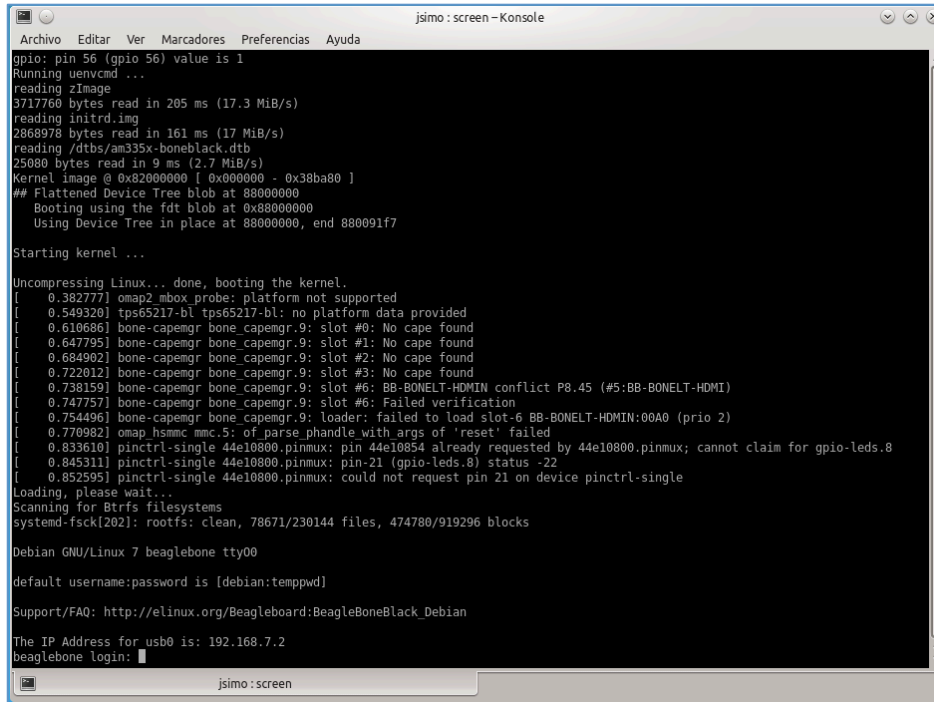 jsimo : screen – Konsole
Archivo Editar Ver Marcadores Preferencias Ayuda
gpio: pin 56 (gpio 56) value is 1
Running uenvcmd ...
reading zImage
3717760 bytes read in 205 ms (17.3 MiB/s)
reading initrd.img
2868978 bytes read in 161 ms (17 MiB/s)
reading /dtbs/am335x-boneblack.dtb
25080 bytes read in 9 ms (2.7 MiB/s)
Kernel image @ 0x82000000 [ 0x000000 - 0x38ba80 ]
## Flattened Device Tree blob at 88000000
   Booting using the fdt blob at 0x88000000
   Using Device Tree in place at 88000000, end 880091f7
Starting kernel ...
Uncompressing Linux... done, booting the kernel.
[    0.382777] omap2_mbox_probe: platform not supported
[    0.549320] tps65217-bl tps65217-bl: no platform data provided
[    0.610686] bone-capemgr bone_capemgr.9: slot #0: No cape found
[    0.647795] bone-capemgr bone_capemgr.9: slot #1: No cape found
[    0.684902] bone-capemgr bone_capemgr.9: slot #2: No cape found
[    0.722012] bone-capemgr bone_capemgr.9: slot #3: No cape found
[    0.738159] bone-capemgr bone_capemgr.9: slot #6: BB-BONELT-HDMIN conflict P8.45 (#5:BB-BONELT-HDMI)
[    0.747757] bone-capemgr bone_capemgr.9: slot #6: Failed verification
[    0.754496] bone-capemgr bone_capemgr.9: loader: failed to load slot-6 BB-BONELT-HDMIN:00A0 (prio 2)
[    0.770982] omap_hsmmc mmc.5: of_parse_phandle_with_args of 'reset' failed
[    0.833610] pinctrl-single 44e10800.pinmux: pin 44e10854 already requested by 44e10800.pinmux; cannot claim for gpio-leds.8
[    0.845311] pinctrl-single 44e10800.pinmux: pin-21 (gpio-leds.8) status -22
[    0.852595] pinctrl-single 44e10800.pinmux: could not request pin 21 on device pinctrl-single
Loading, please wait...
Scanning for Btrfs filesystems
systemd-fsck[202]: rootfs: clean, 78671/230144 files, 474780/919296 blocks
Debian GNU/Linux 7 beaglebone ttyO0
default username:password is [debian:temppwd]
Support/FAQ: http://elinux.org/Beagleboard:BeagleBoneBlack_Debian
The IP Address for usb0 is: 192.168.7.2
beaglebone login:
jsimo : screen